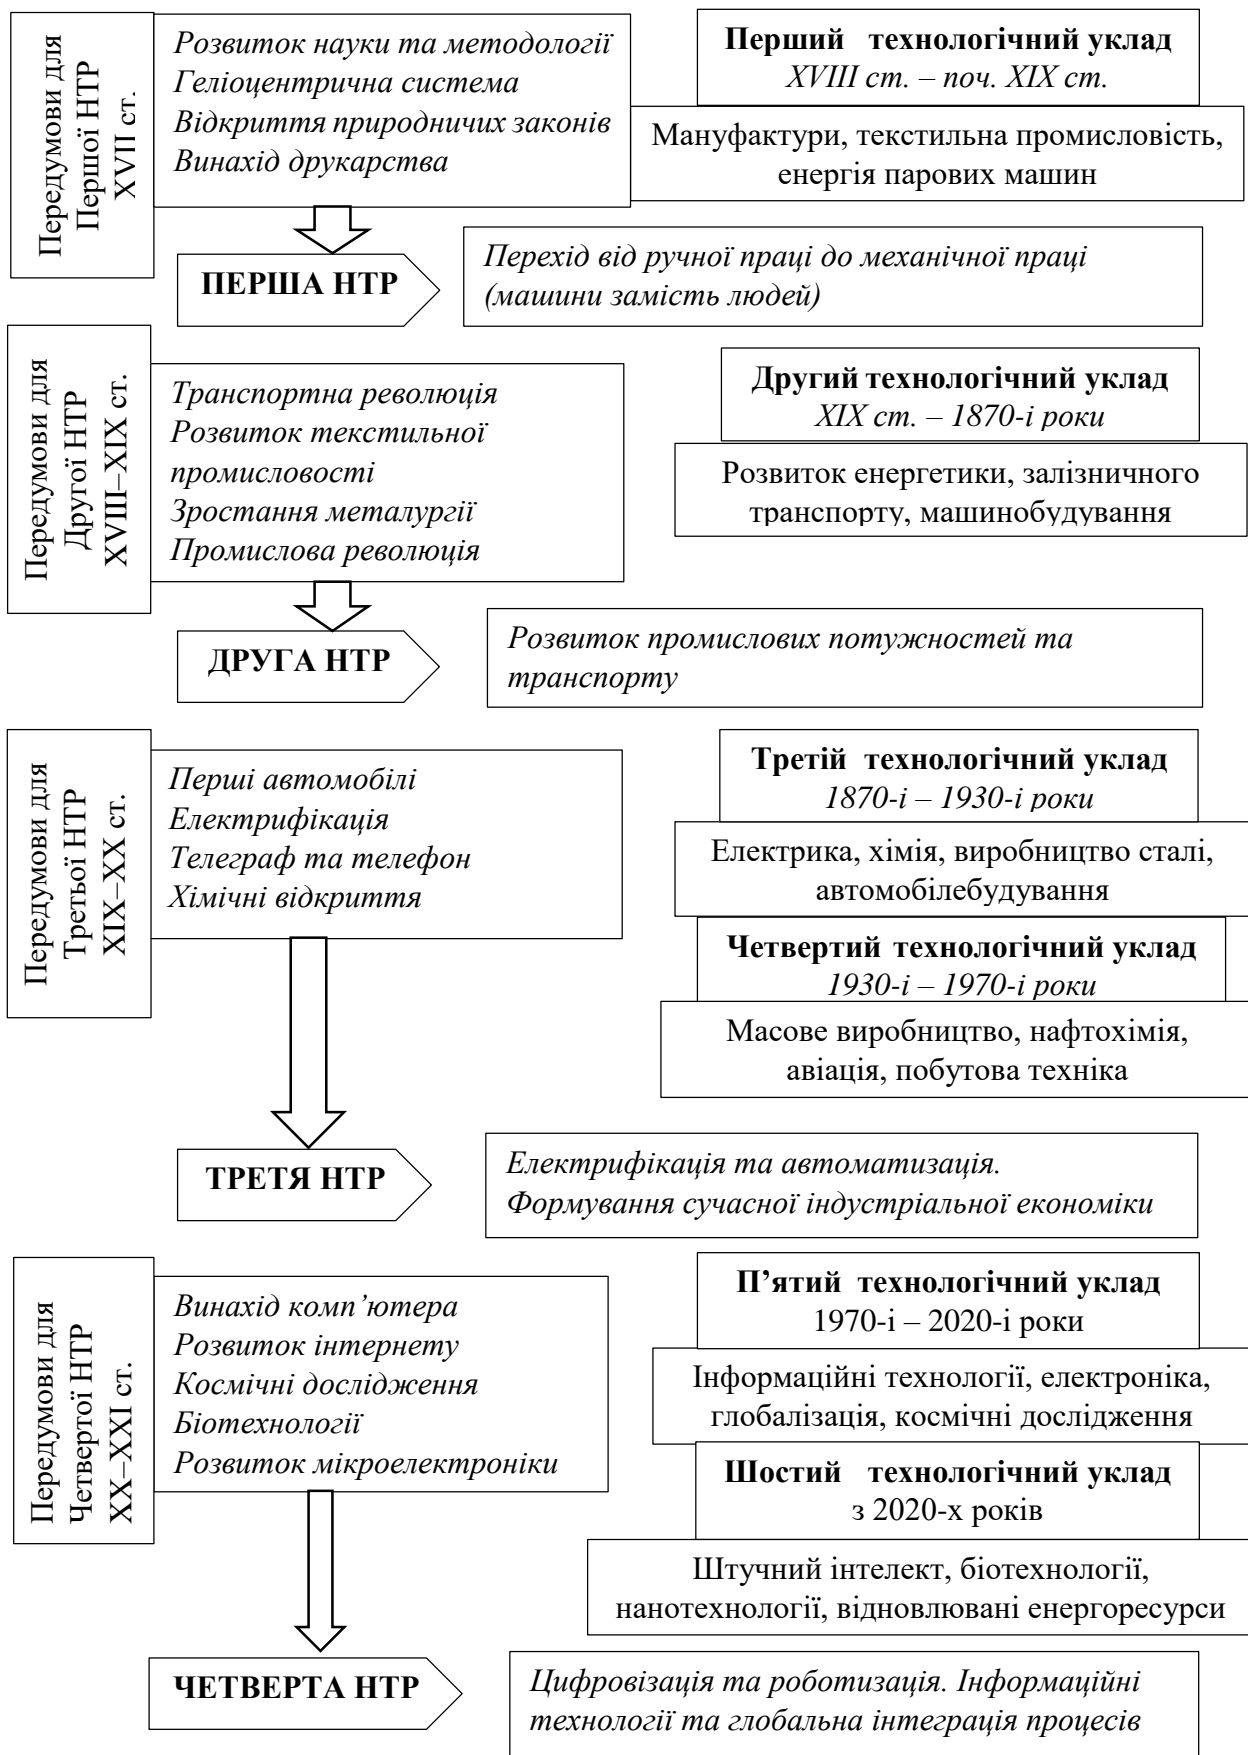 Передумови для
Першої НТР
XVII ст.
Розвиток науки та методології
Геліоцентрична система
Відкриття природничих законів
Винахід друкарства
Перший технологічний уклад
XVIII ст. – поч. XIX ст.
Мануфактури, текстильна промисловість,
енергія парових машин
ПЕРША НТР
Перехід від ручної праці до механічної праці
(машини замість людей)
Передумови для
Другої НТР
XVIII–XIX ст.
Транспортна революція
Розвиток текстильної
промисловості
Зростання металургії
Промислова революція
Другий технологічний уклад
XIX ст. – 1870-і роки
Розвиток енергетики, залізничного
транспорту, машинобудування
ДРУГА НТР
Розвиток промислових потужностей та
транспорту
Передумови для
Третьої НТР
XIX–XX ст.
Перші автомобілі
Електрифікація
Телеграф та телефон
Хімічні відкриття
Третій технологічний уклад
1870-і – 1930-і роки
Електрика, хімія, виробництво сталі,
автомобілебудування
Четвертий технологічний уклад
1930-і – 1970-і роки
Масове виробництво, нафтохімія,
авіація, побутова техніка
ТРЕТЯ НТР
Електрифікація та автоматизація.
Формування сучасної індустріальної економіки
Передумови для
Четвертої НТР
XX–XXI ст.
Винахід комп’ютера
Розвиток інтернету
Космічні дослідження
Біотехнології
Розвиток мікроелектроніки
П’ятий технологічний уклад
1970-і – 2020-і роки
Інформаційні технології, електроніка,
глобалізація, космічні дослідження
Шостий технологічний уклад
з 2020-х років
Штучний інтелект, біотехнології,
нанотехнології, відновлювані енергоресурси
ЧЕТВЕРТА НТР
Цифровізація та роботизація. Інформаційні
технології та глобальна інтеграція процесів